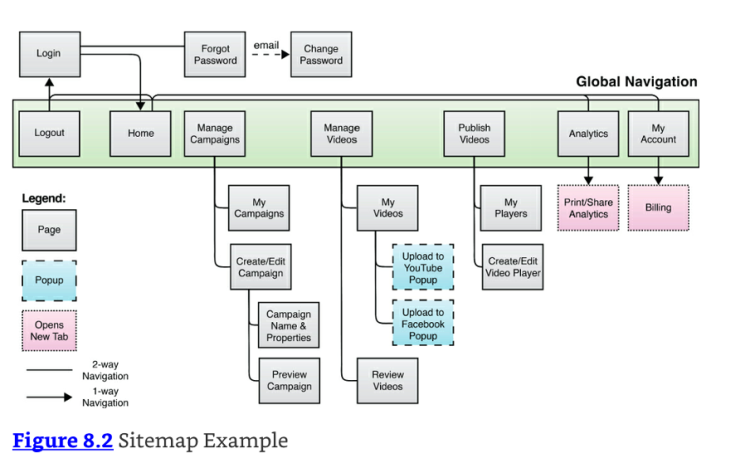 Login
Forgot
Password
email
Change
Password
Global Navigation
Logout
Home
Manage
Campaigns
Manage
Videos
Publish
Videos
Analytics
My
Account
My
Campaigns
My
Videos
My
Players
Print/Share
Analytics
Billing
Create/Edit
Campaign
Upload to
YouTube
Popup
Create/Edit
Video Player
Campaign
Name &
Properties
Upload to
Facebook
Popup
Preview
Campaign
Review
Videos
Legend:
Page
Popup
Opens
New Tab
2-way
Navigation
1-way
Navigation
Figure 8.2 Sitemap Example